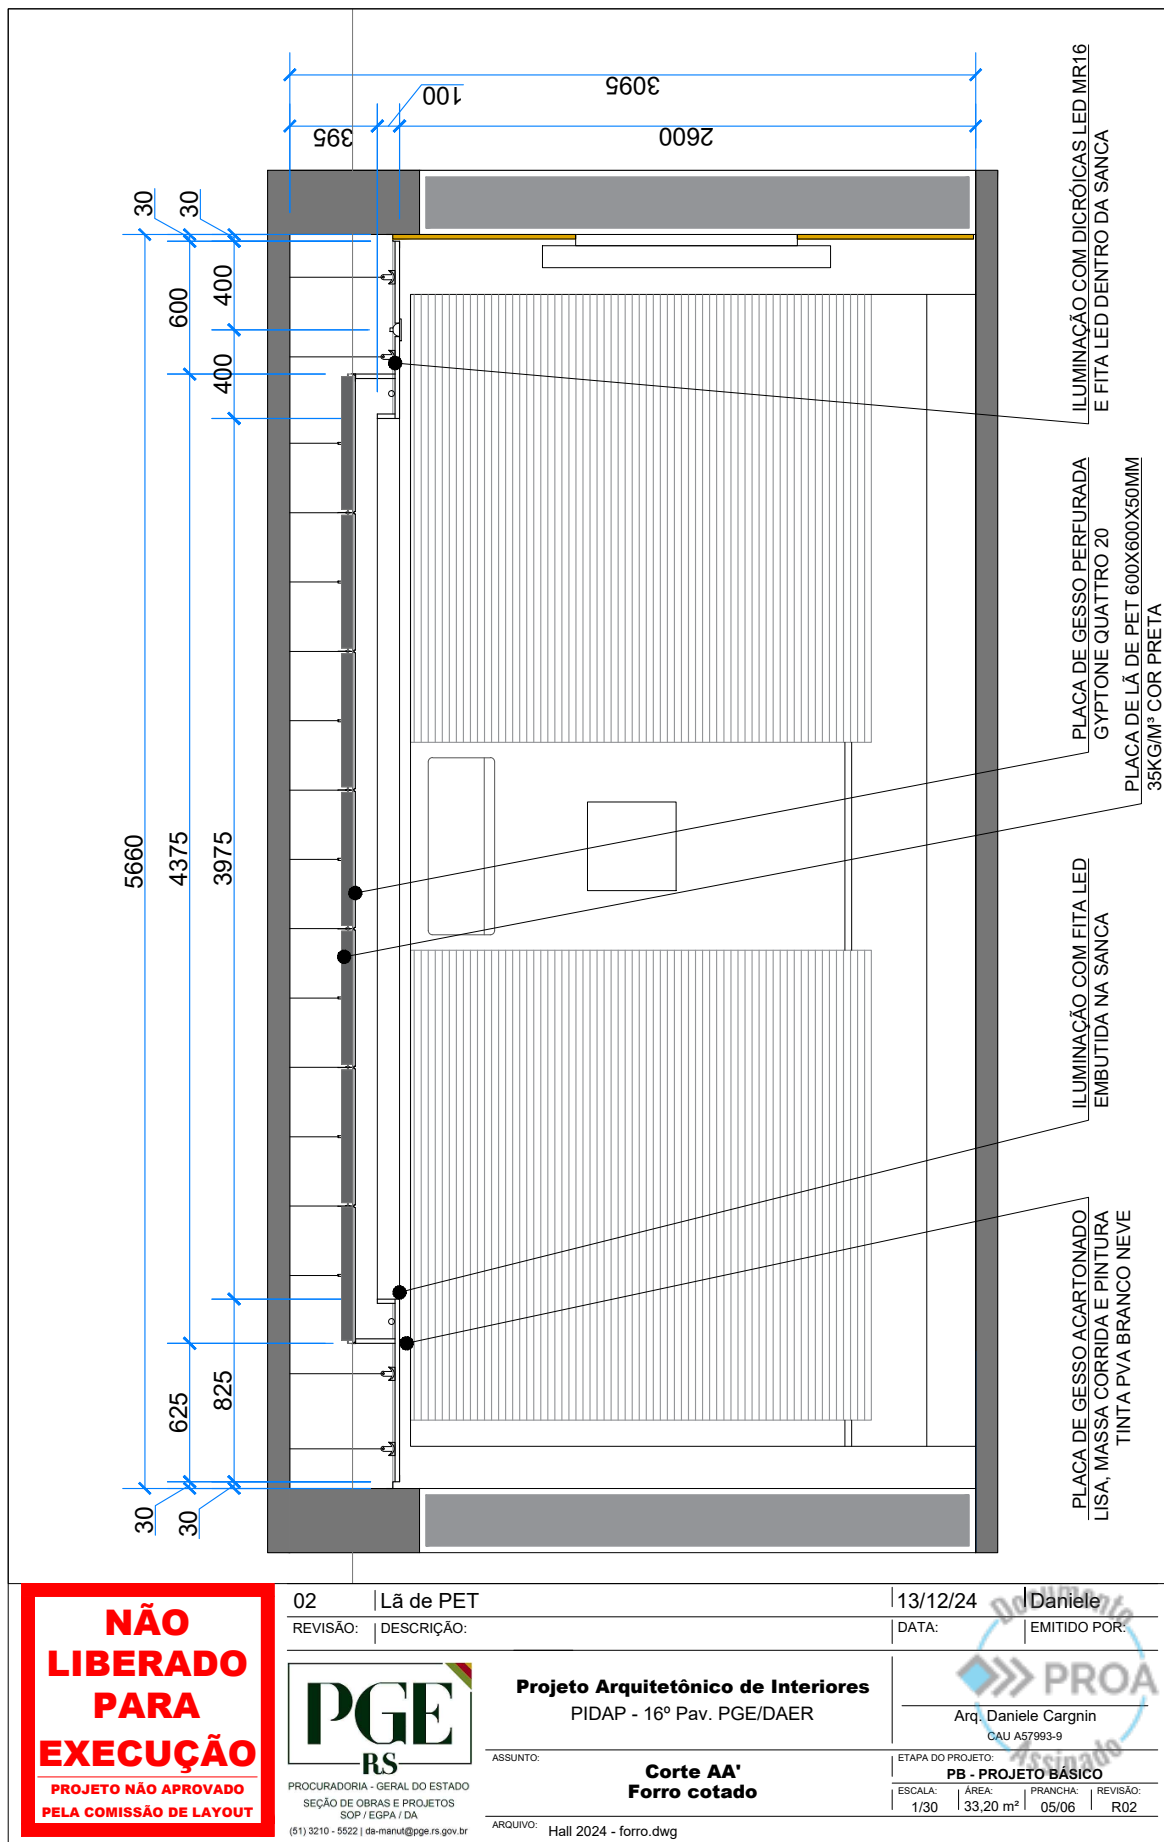 3095
100
395
2600
30
30
600
400
400
5660
4375
3975
625
825
30
30
ILUMINAÇÃO COM DICRÓICAS LED MR16
E FITA LED DENTRO DA SANCA
PLACA DE GESSO PERFURADA
GYPTONE QUATTRO 20
PLACA DE LÃ DE PET 600X600X50MM
35KG/M³ COR PRETA
ILUMINAÇÃO COM FITA LED
EMBUTIDA NA SANCA
PLACA DE GESSO ACARTONADO
LISA, MASSA CORRIDA E PINTURA
TINTA PVA BRANCO NEVE
NÃO
LIBERADO
PARA
EXECUÇÃO
PROJETO NÃO APROVADO
PELA COMISSÃO DE LAYOUT
02 Lã de PET 13/12/24 Daniele
REVISÃO: DESCRIÇÃO: DATA: EMITIDO POR:
PGE
RS
PROCURADORIA - GERAL DO ESTADO
SEÇÃO DE OBRAS E PROJETOS
SOP / EGPA / DA
(51) 3210 - 5522 | da-manut@pge.rs.gov.br
Projeto Arquitetônico de Interiores
PIDAP - 16º Pav. PGE/DAER
ASSUNTO:
Corte AA'
Forro cotado
ARQUIVO: Hall 2024 - forro.dwg
Documento
PROA
Assinado
Arq. Daniele Cargnin
CAU A57993-9
ETAPA DO PROJETO:
PB - PROJETO BÁSICO
ESCALA: ÁREA: PRANCHA: REVISÃO:
1/30 33,20 m² 05/06 R02